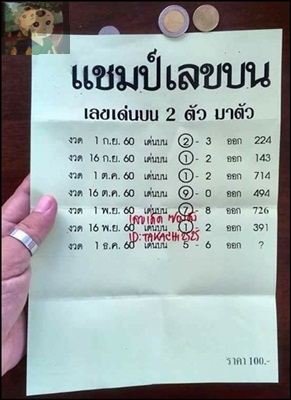 แชมป์เลขบน
เลขเด่นบน 2 ตัว มาตัว
งวด 1 ก.ย. 60 เด่นบน 2 - 3 ออก 224
งวด 16 ก.ย. 60 เด่นบน 1 - 2 ออก 143
งวด 1 ต.ค. 60 เด่นบน 1 - 2 ออก 714
งวด 16 ต.ค. 60 เด่นบน 9 - 0 ออก 494
งวด 1 พ.ย. 60 เด่นบน 7 - 8 ออก 726
งวด 16 พ.ย. 60 เด่นบน 1 - 2 ออก 391
ID:TAKACHI2525
งวด 1 ธ.ค. 60 เด่นบน 5 - 6 ออก ?
ราคา 100.-